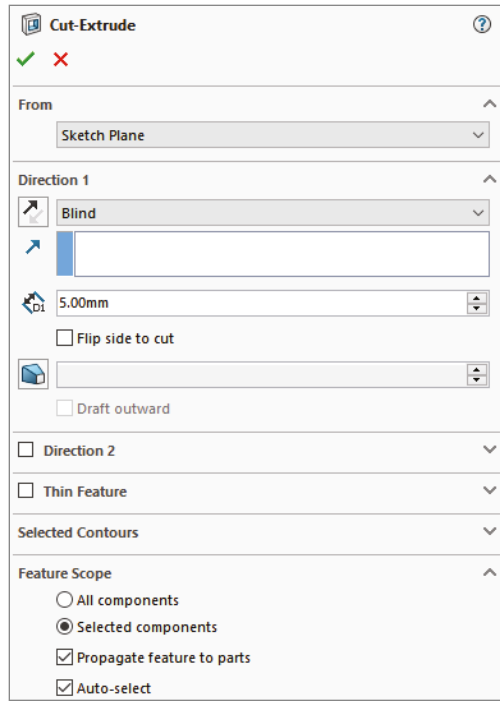 Cut-Extrude
From
Sketch Plane
Direction 1
Blind
D1
5.00mm
Flip side to cut
Draft outward
Direction 2
Thin Feature
Selected Contours
Feature Scope
All components
Selected components
Propagate feature to parts
Auto-select